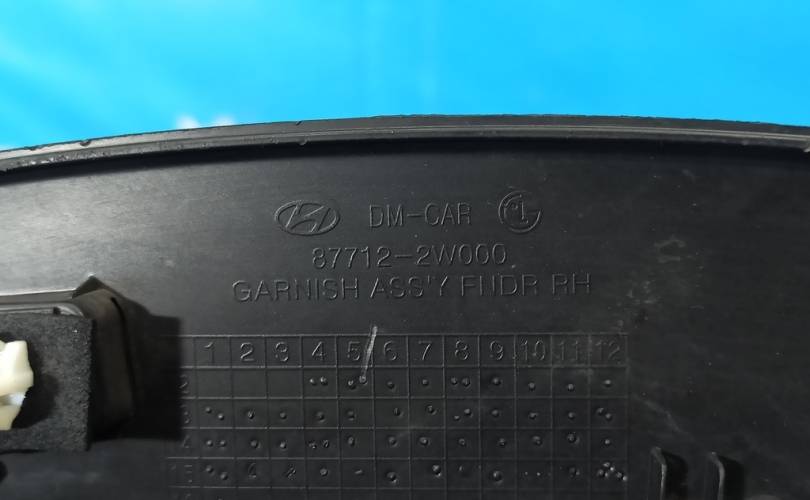 DM-CAR
87712-2W000
GARNISH ASS'Y FNDR RH
1 2 3 4 5 6 7 8 9 10 11 12